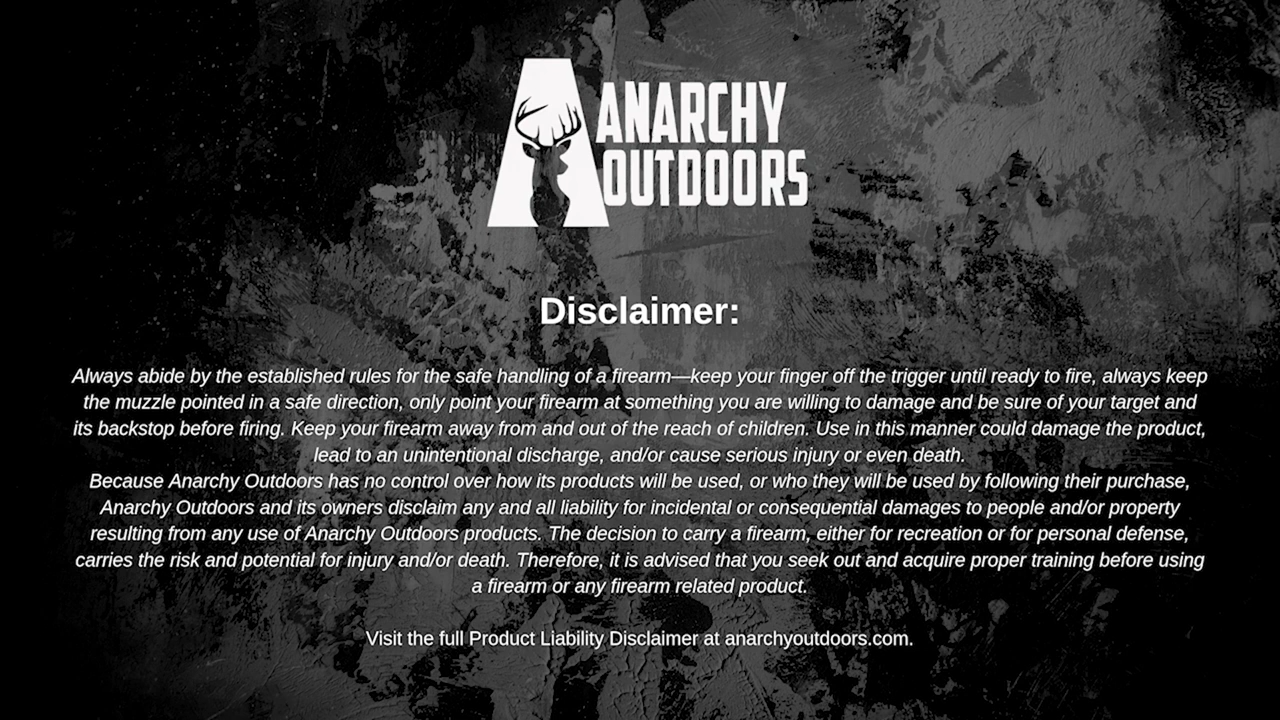 ANARCHY
OUTDOORS
Disclaimer:
Always abide by the established rules for the safe handling of a firearm—keep your finger off the trigger until ready to fire, always keep
the muzzle pointed in a safe direction, only point your firearm at something you are willing to damage and be sure of your target and
its backstop before firing. Keep your firearm away from and out of the reach of children. Use in this manner could damage the product,
lead to an unintentional discharge, and/or cause serious injury or even death.
Because Anarchy Outdoors has no control over how its products will be used, or who they will be used by following their purchase,
Anarchy Outdoors and its owners disclaim any and all liability for incidental or consequential damages to people and/or property
resulting from any use of Anarchy Outdoors products. The decision to carry a firearm, either for recreation or for personal defense,
carries the risk and potential for injury and/or death. Therefore, it is advised that you seek out and acquire proper training before using
a firearm or any firearm related product.
Visit the full Product Liability Disclaimer at anarchyoutdoors.com.